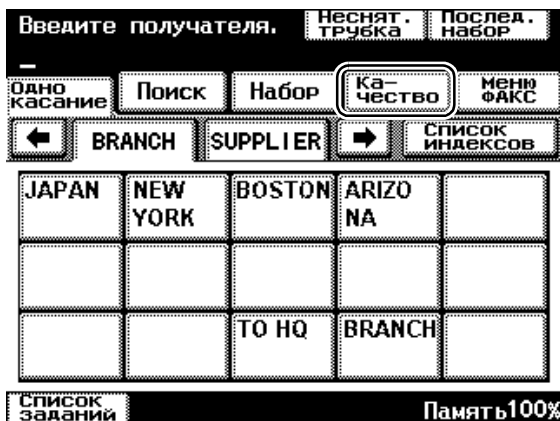 Введите получателя.
Неснят. трубка
Послед. набор
Одно касание
Поиск
Набор
Ка-
чество
Меню ФАКС
BRANCH
SUPPLIER
Список индексов
JAPAN
NEW YORK
BOSTON
ARIZO
NA
TO HQ
BRANCH
Список заданий
Память100%